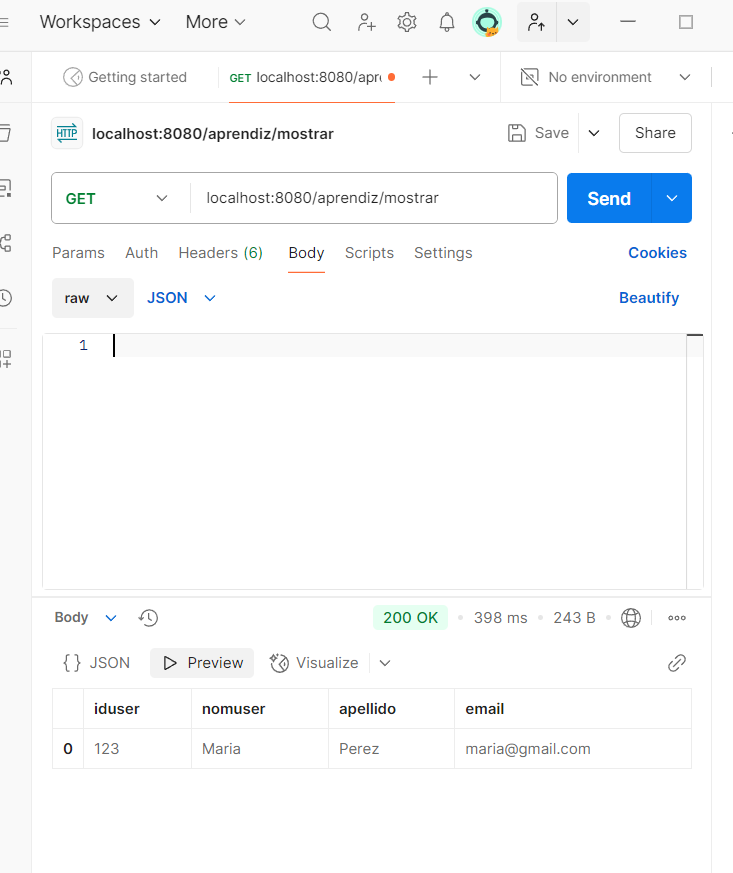 Workspaces More
Getting started GET localhost:8080/apr No environment
HTTP localhost:8080/aprendiz/mostrar Save Share
GET localhost:8080/aprendiz/mostrar Send
Params Auth Headers (6) Body Scripts Settings Cookies
raw JSON Beautify
1
Body 200 OK 398 ms 243 B
{} JSON Preview Visualize
iduser nomuser apellido email
0 123 Maria Perez maria@gmail.com